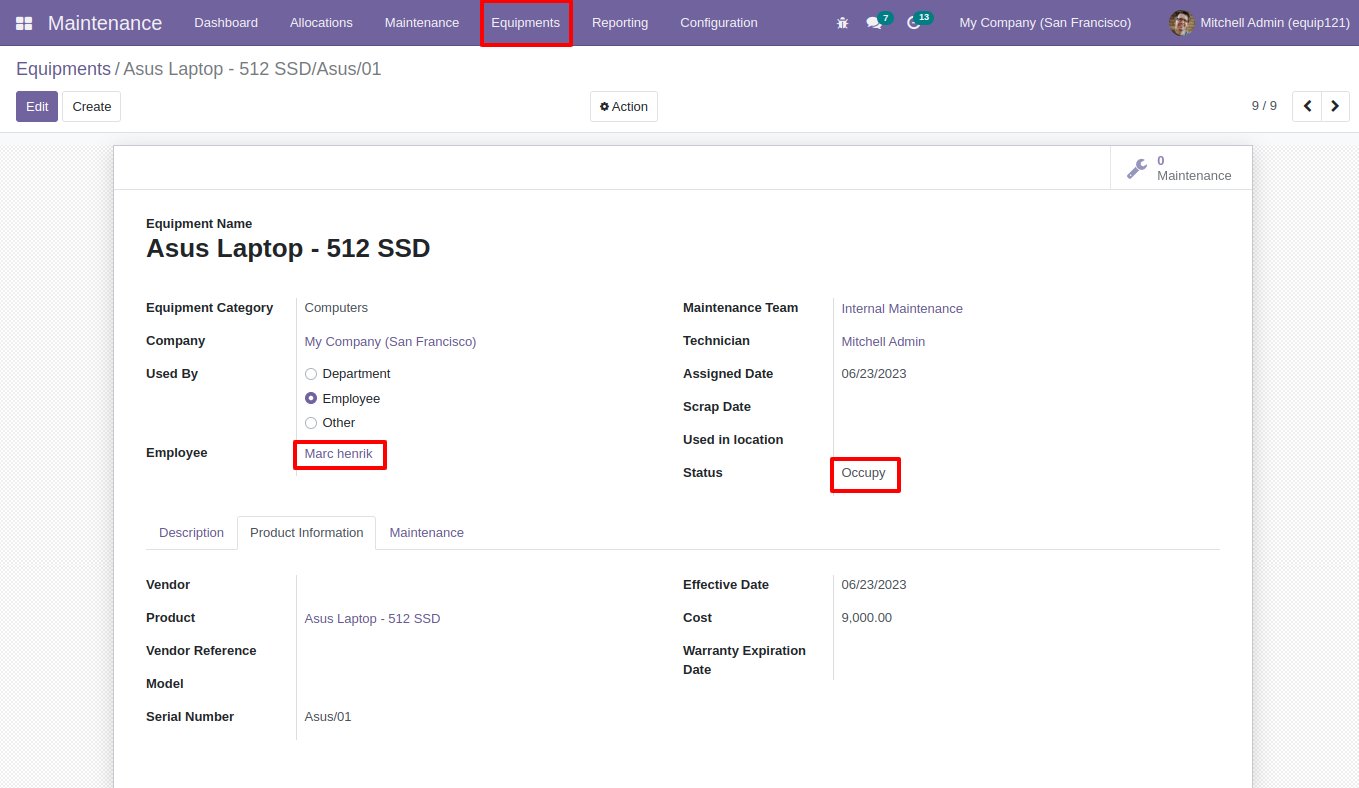 Maintenance Dashboard Allocations Maintenance Equipments Reporting Configuration 7 13 My Company (San Francisco) Mitchell Admin (equip121)
Equipments / Asus Laptop - 512 SSD/Asus/01
Edit Create Action 9 / 9
0
Maintenance
Equipment Name
Asus Laptop - 512 SSD
Equipment Category Computers
Company My Company (San Francisco)
Used By Department
Employee
Other
Employee Marc henrik
Maintenance Team Internal Maintenance
Technician Mitchell Admin
Assigned Date 06/23/2023
Scrap Date
Used in location
Status Occupy
Description Product Information Maintenance
Vendor
Product Asus Laptop - 512 SSD
Vendor Reference
Model
Serial Number Asus/01
Effective Date 06/23/2023
Cost 9,000.00
Warranty Expiration
Date